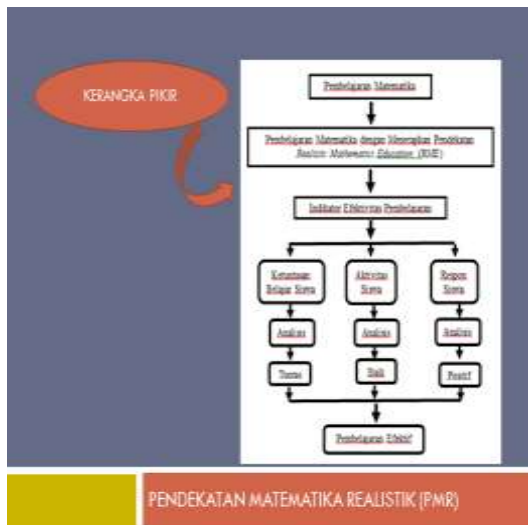 KERANGKA PIKIR
Pembelajaran Matematika
Pembelajaran Matematika dengan Menerapkan Pendekatan
Realistic Mathematics Education (RME)
Indikator Efektivitas Pembelajaran
Ketuntasan
Belajar Siswa
Aktivitas
Siswa
Respon
Siswa
Analisis
Analisis
Analisis
Tuntas
Baik
Positif
Pembelajaran Efektif
PENDEKATAN MATEMATIKA REALISTIK (PMR)